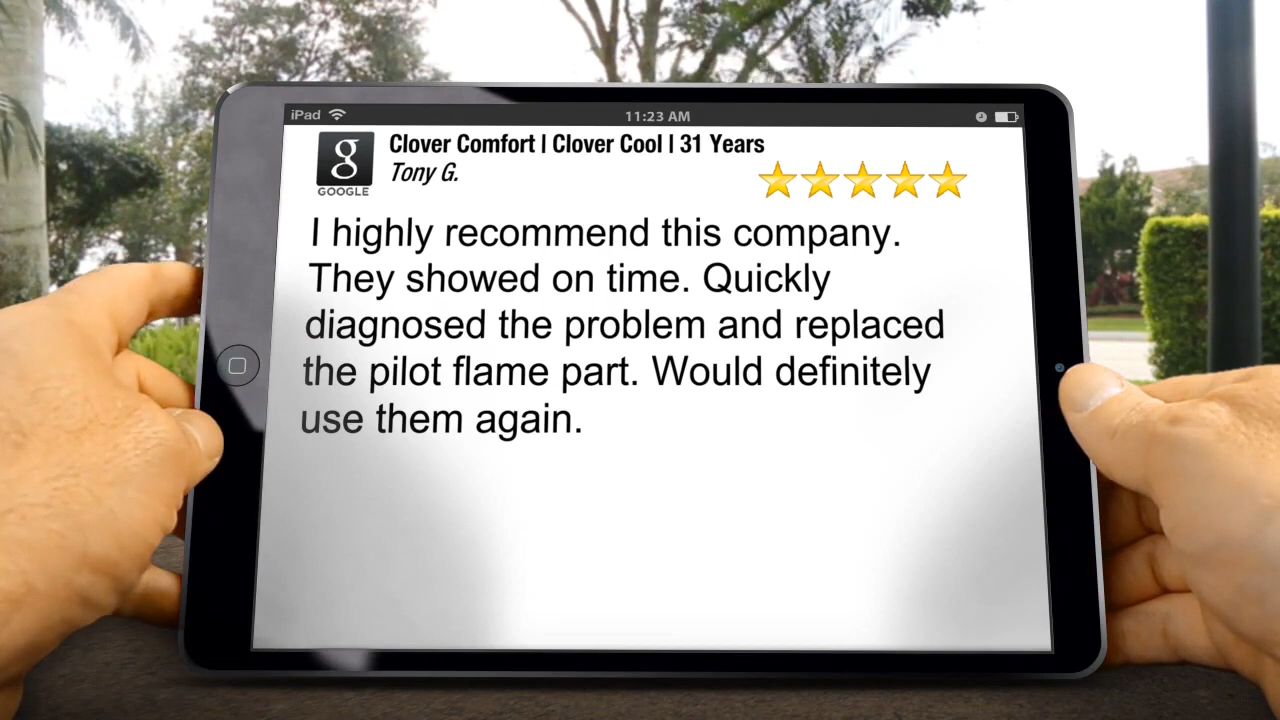 iPad 11:23 AM
g
GOOGLE
Clover Comfort | Clover Cool | 31 Years
Tony G.
I highly recommend this company.
They showed on time. Quickly
diagnosed the problem and replaced
the pilot flame part. Would definitely
use them again.